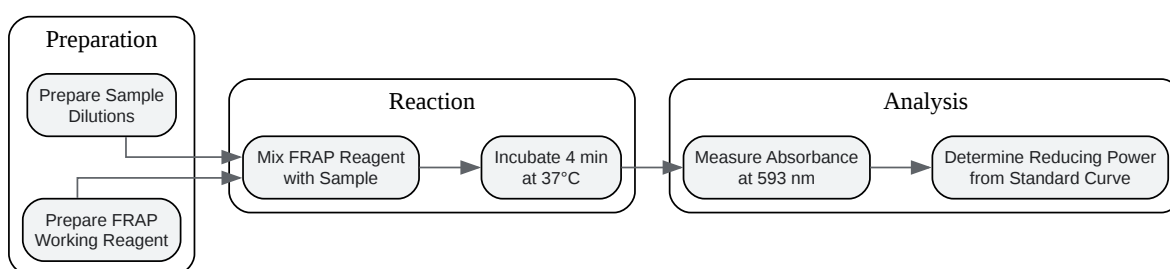 Preparation
Prepare Sample
Dilutions
Prepare FRAP
Working Reagent
Reaction
Mix FRAP Reagent
with Sample
Incubate 4 min
at 37°C
Analysis
Measure Absorbance
at 593 nm
Determine Reducing Power
from Standard Curve